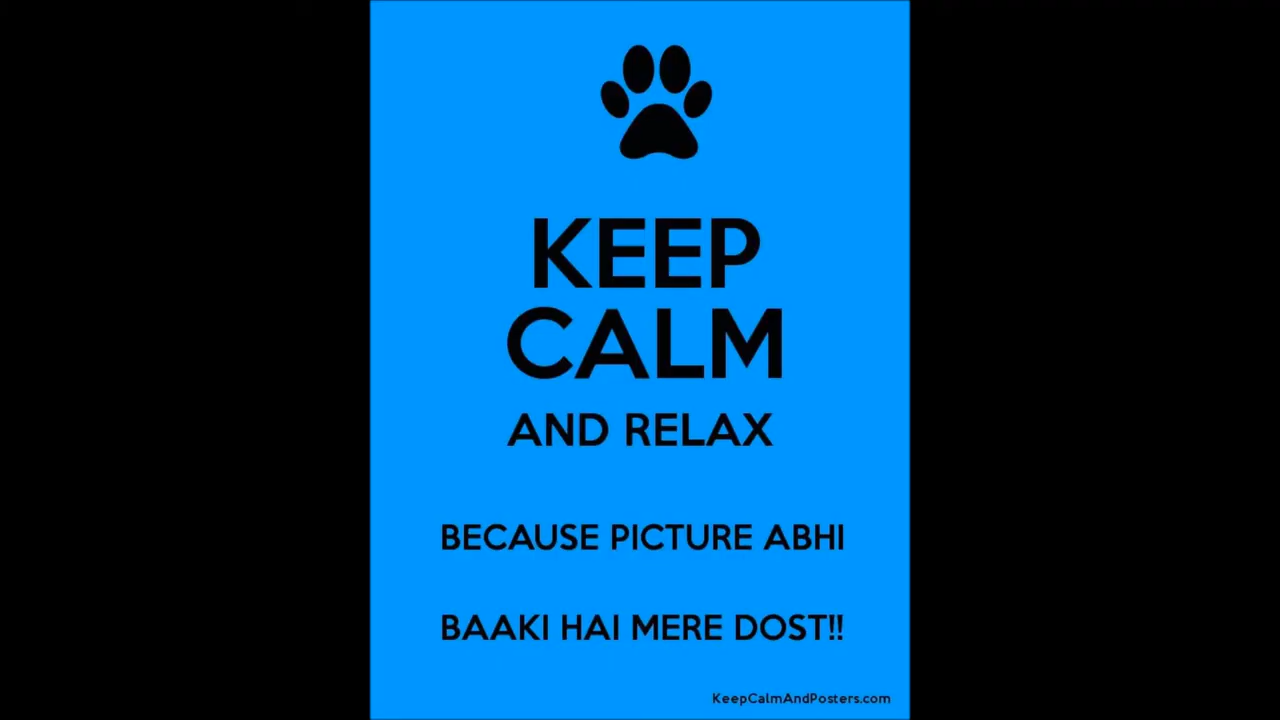 KEEP
CALM
AND RELAX
BECAUSE PICTURE ABHI
BAAKI HAI MERE DOST!!
KeepCalmAndPosters.com